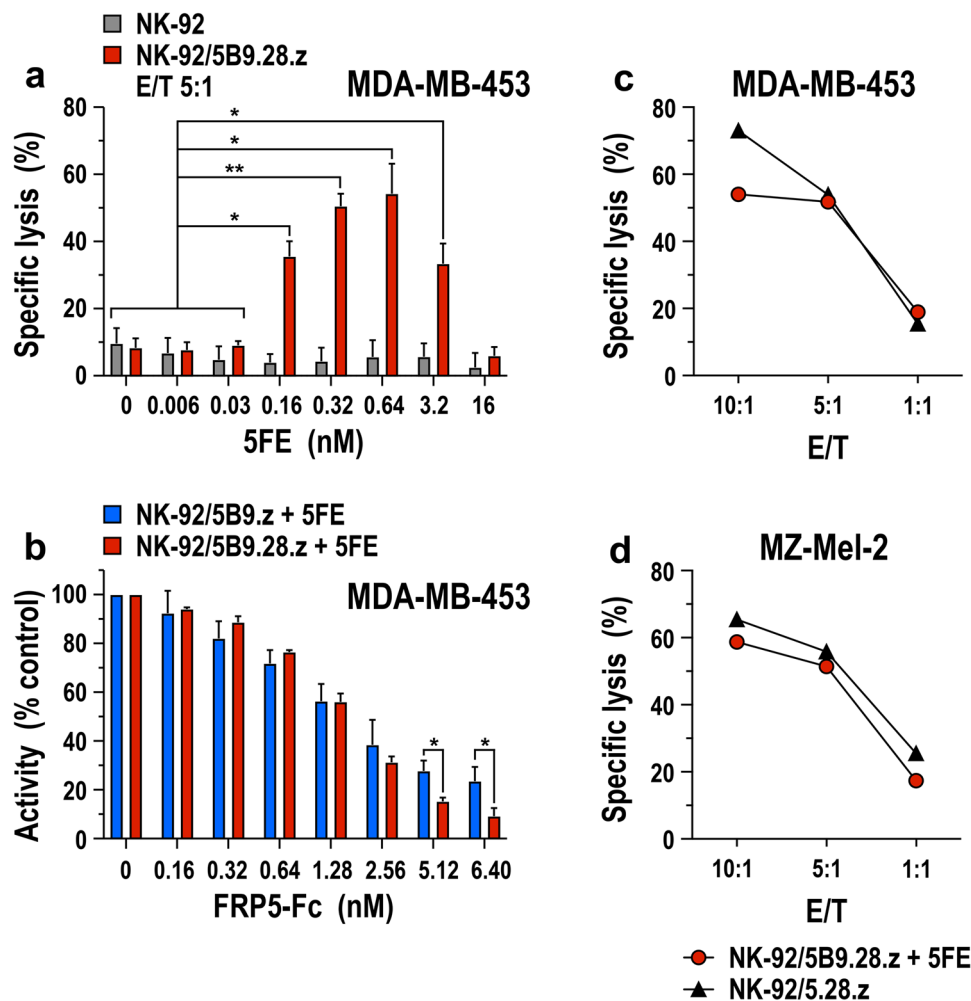 NK-92
NK-92/5B9.28.z
E/T 5:1
a
MDA-MB-453
Specific lysis (%)
80
60
40
20
0
*
*
**
*
0 0.006 0.03 0.16 0.32 0.64 3.2 16
5FE (nM)
c
MDA-MB-453
Specific lysis (%)
80
60
40
20
0
10:1 5:1 1:1
E/T
NK-92/5B9.z + 5FE
NK-92/5B9.28.z + 5FE
b
MDA-MB-453
Activity (% control)
100
80
60
40
20
0
*
*
0 0.16 0.32 0.64 1.28 2.56 5.12 6.40
FRP5-Fc (nM)
d
MZ-Mel-2
Specific lysis (%)
80
60
40
20
0
10:1 5:1 1:1
E/T
NK-92/5B9.28.z + 5FE
NK-92/5.28.z